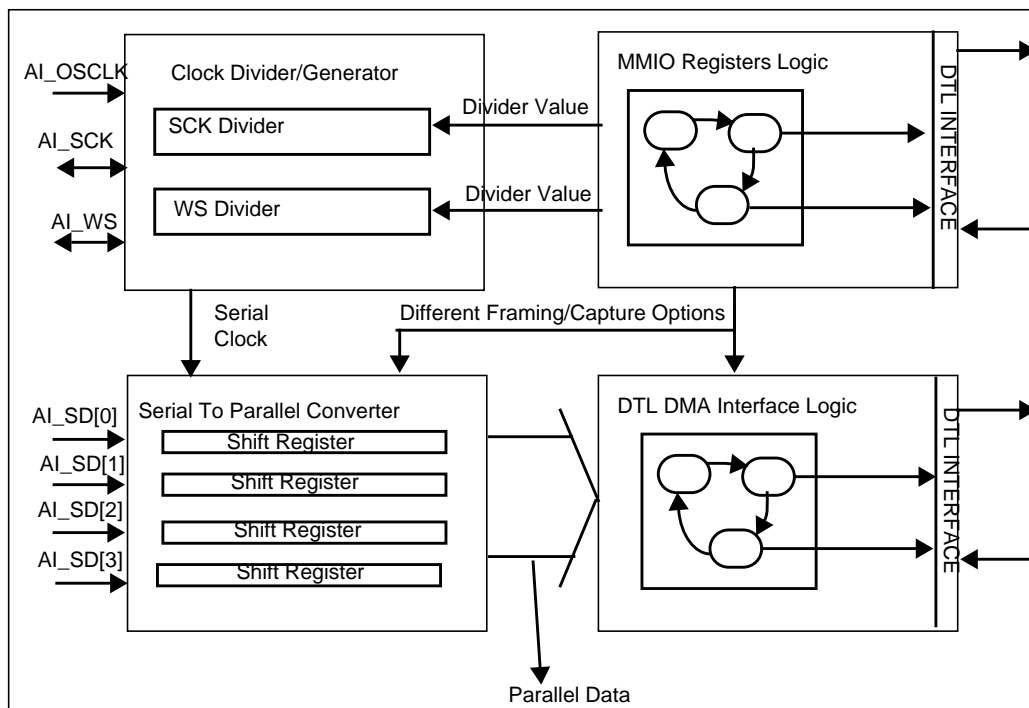 Clock Divider/Generator
MMIO Registers Logic
AI_OSCLK
SCK Divider
Divider Value
AI_SCK
WS Divider
Divider Value
AI_WS
DTL INTERFACE
Serial
Clock
Different Framing/Capture Options
Serial To Parallel Converter
DTL DMA Interface Logic
AI_SD[0]
Shift Register
AI_SD[1]
Shift Register
AI_SD[2]
Shift Register
AI_SD[3]
Shift Register
DTL INTERFACE
Parallel Data